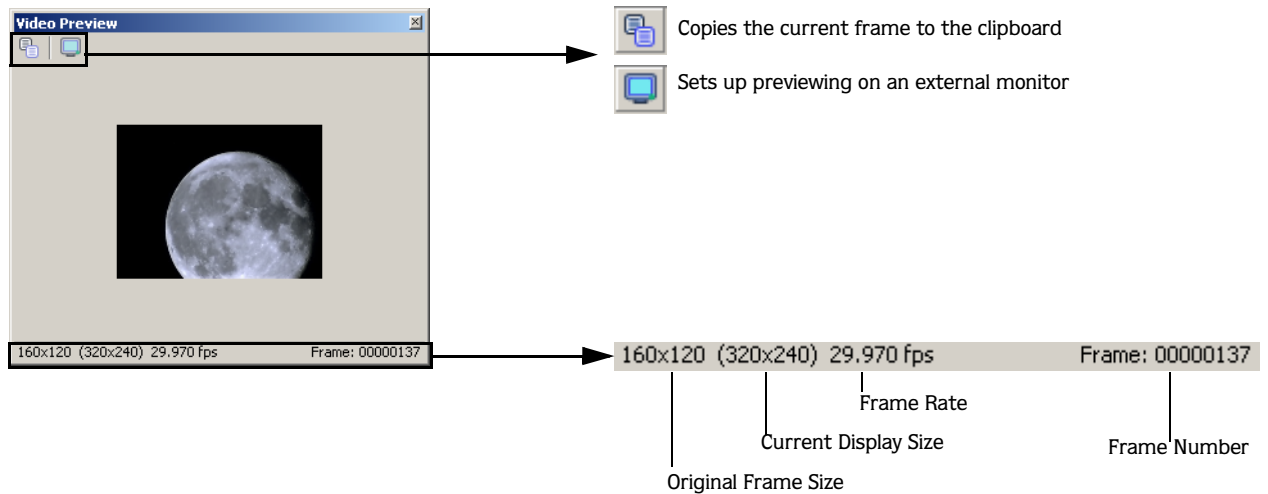 Video Preview
Copies the current frame to the clipboard
Sets up previewing on an external monitor
160x120 (320x240) 29.970 fps Frame: 00000137
160x120 (320x240) 29.970 fps Frame: 00000137
Frame Rate
Current Display Size
Frame Number
Original Frame Size